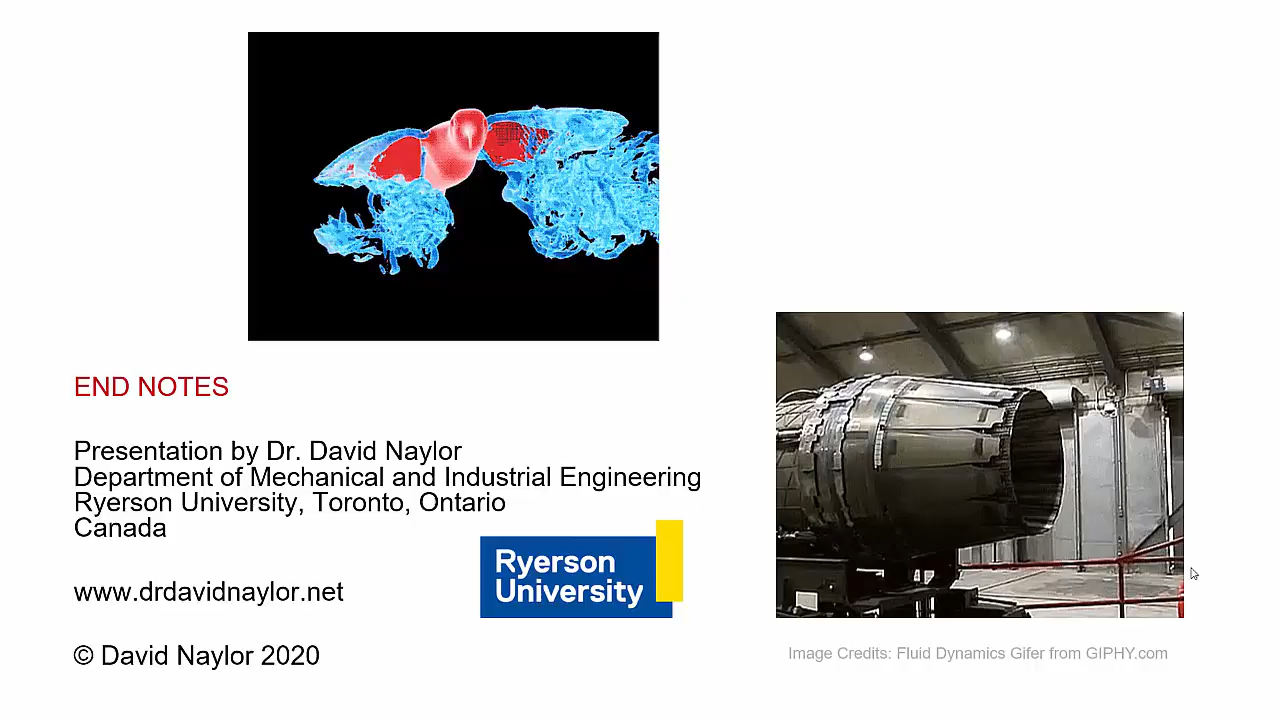 END NOTES
Presentation by Dr. David Naylor
Department of Mechanical and Industrial Engineering
Ryerson University, Toronto, Ontario
Canada
Ryerson
University
www.drdavidnaylor.net
© David Naylor 2020
Image Credits: Fluid Dynamics Gifer from GIPHY.com